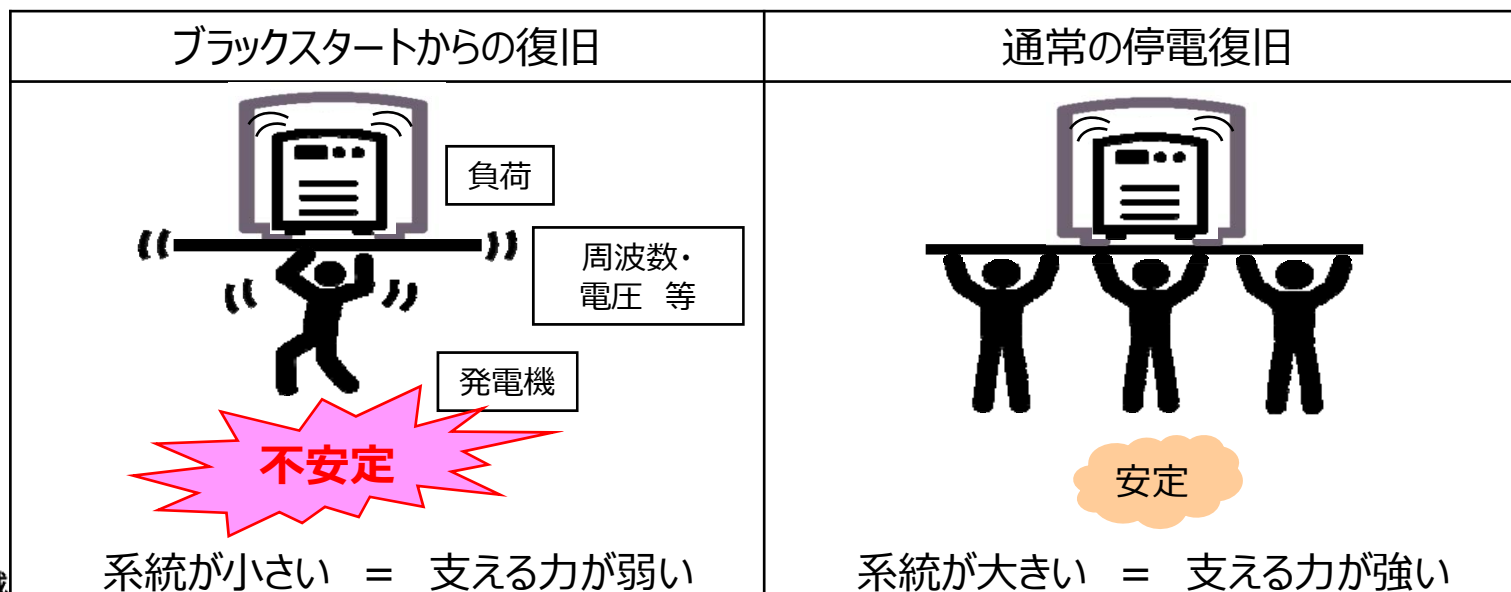 ブラックスタートからの復旧
通常の停電復旧
負荷
周波数・
電圧 等
発電機
不安定
安定
系統が小さい = 支える力が弱い
系統が大きい = 支える力が強い